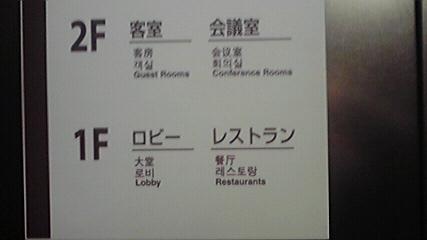 2F 客室 会議室
客房 会议室
객실 회의실
Guest Rooms Conference Rooms
1F ロビー レストラン
大堂 餐厅
로비 레스토랑
Lobby Restaurants